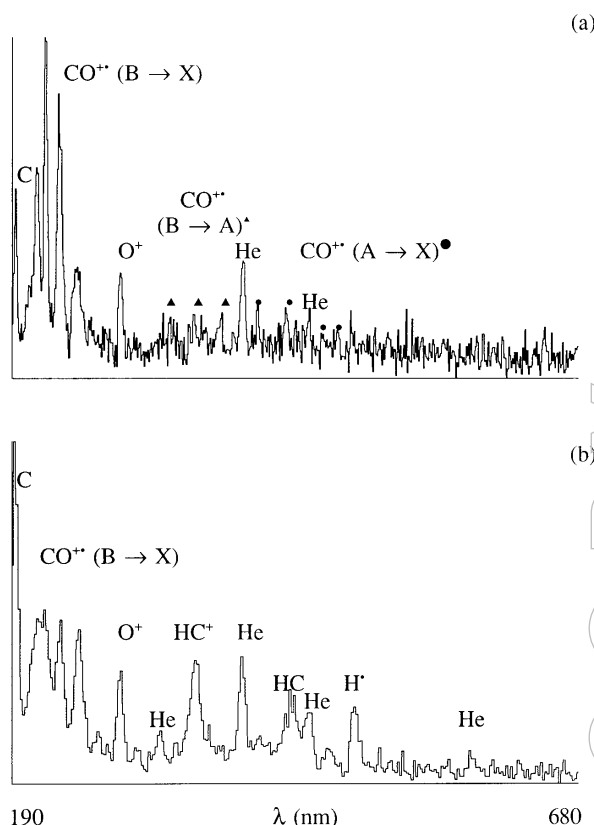 (a)
CO⁺• (B → X)
C
CO⁺•
(B → A)▲
O⁺
He
CO⁺• (A → X)●
He
(b)
C
CO⁺• (B → X)
O⁺
HC⁺
He
HC
He
H•
He
He
190
λ (nm)
680